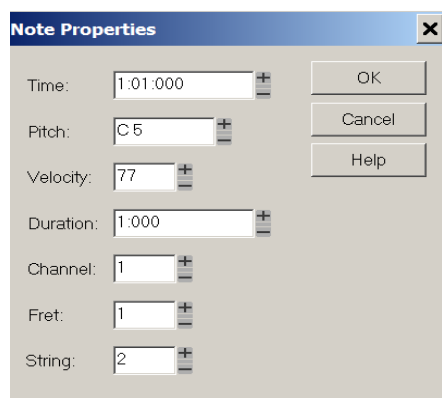 Note Properties
Time: 1:01:000 OK
Pitch: C 5 Cancel
Velocity: 77 Help
Duration: 1:000
Channel: 1
Fret: 1
String: 2